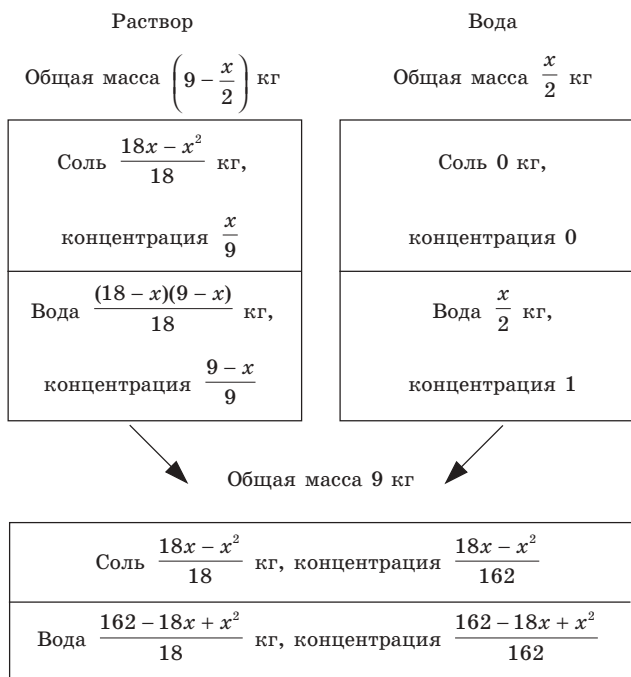 Раствор Вода
Общая масса (9 − x/2) кг Общая масса x/2 кг
Соль (18x − x²)/18 кг, Соль 0 кг,
концентрация x/9 концентрация 0
Вода (18 − x)(9 − x)/18 кг, Вода x/2 кг,
концентрация (9 − x)/9 концентрация 1
Общая масса 9 кг
Соль (18x − x²)/18 кг, концентрация (18x − x²)/162
Вода (162 − 18x + x²)/18 кг, концентрация (162 − 18x + x²)/162